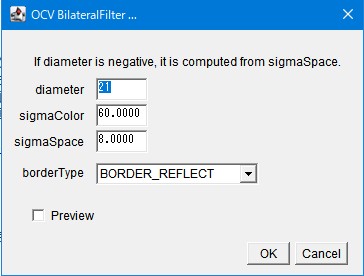 OCV BilateralFilter ...
If diameter is negative, it is computed from sigmaSpace.
diameter 21
sigmaColor 60.0000
sigmaSpace 8.0000
borderType BORDER_REFLECT
Preview
OK Cancel